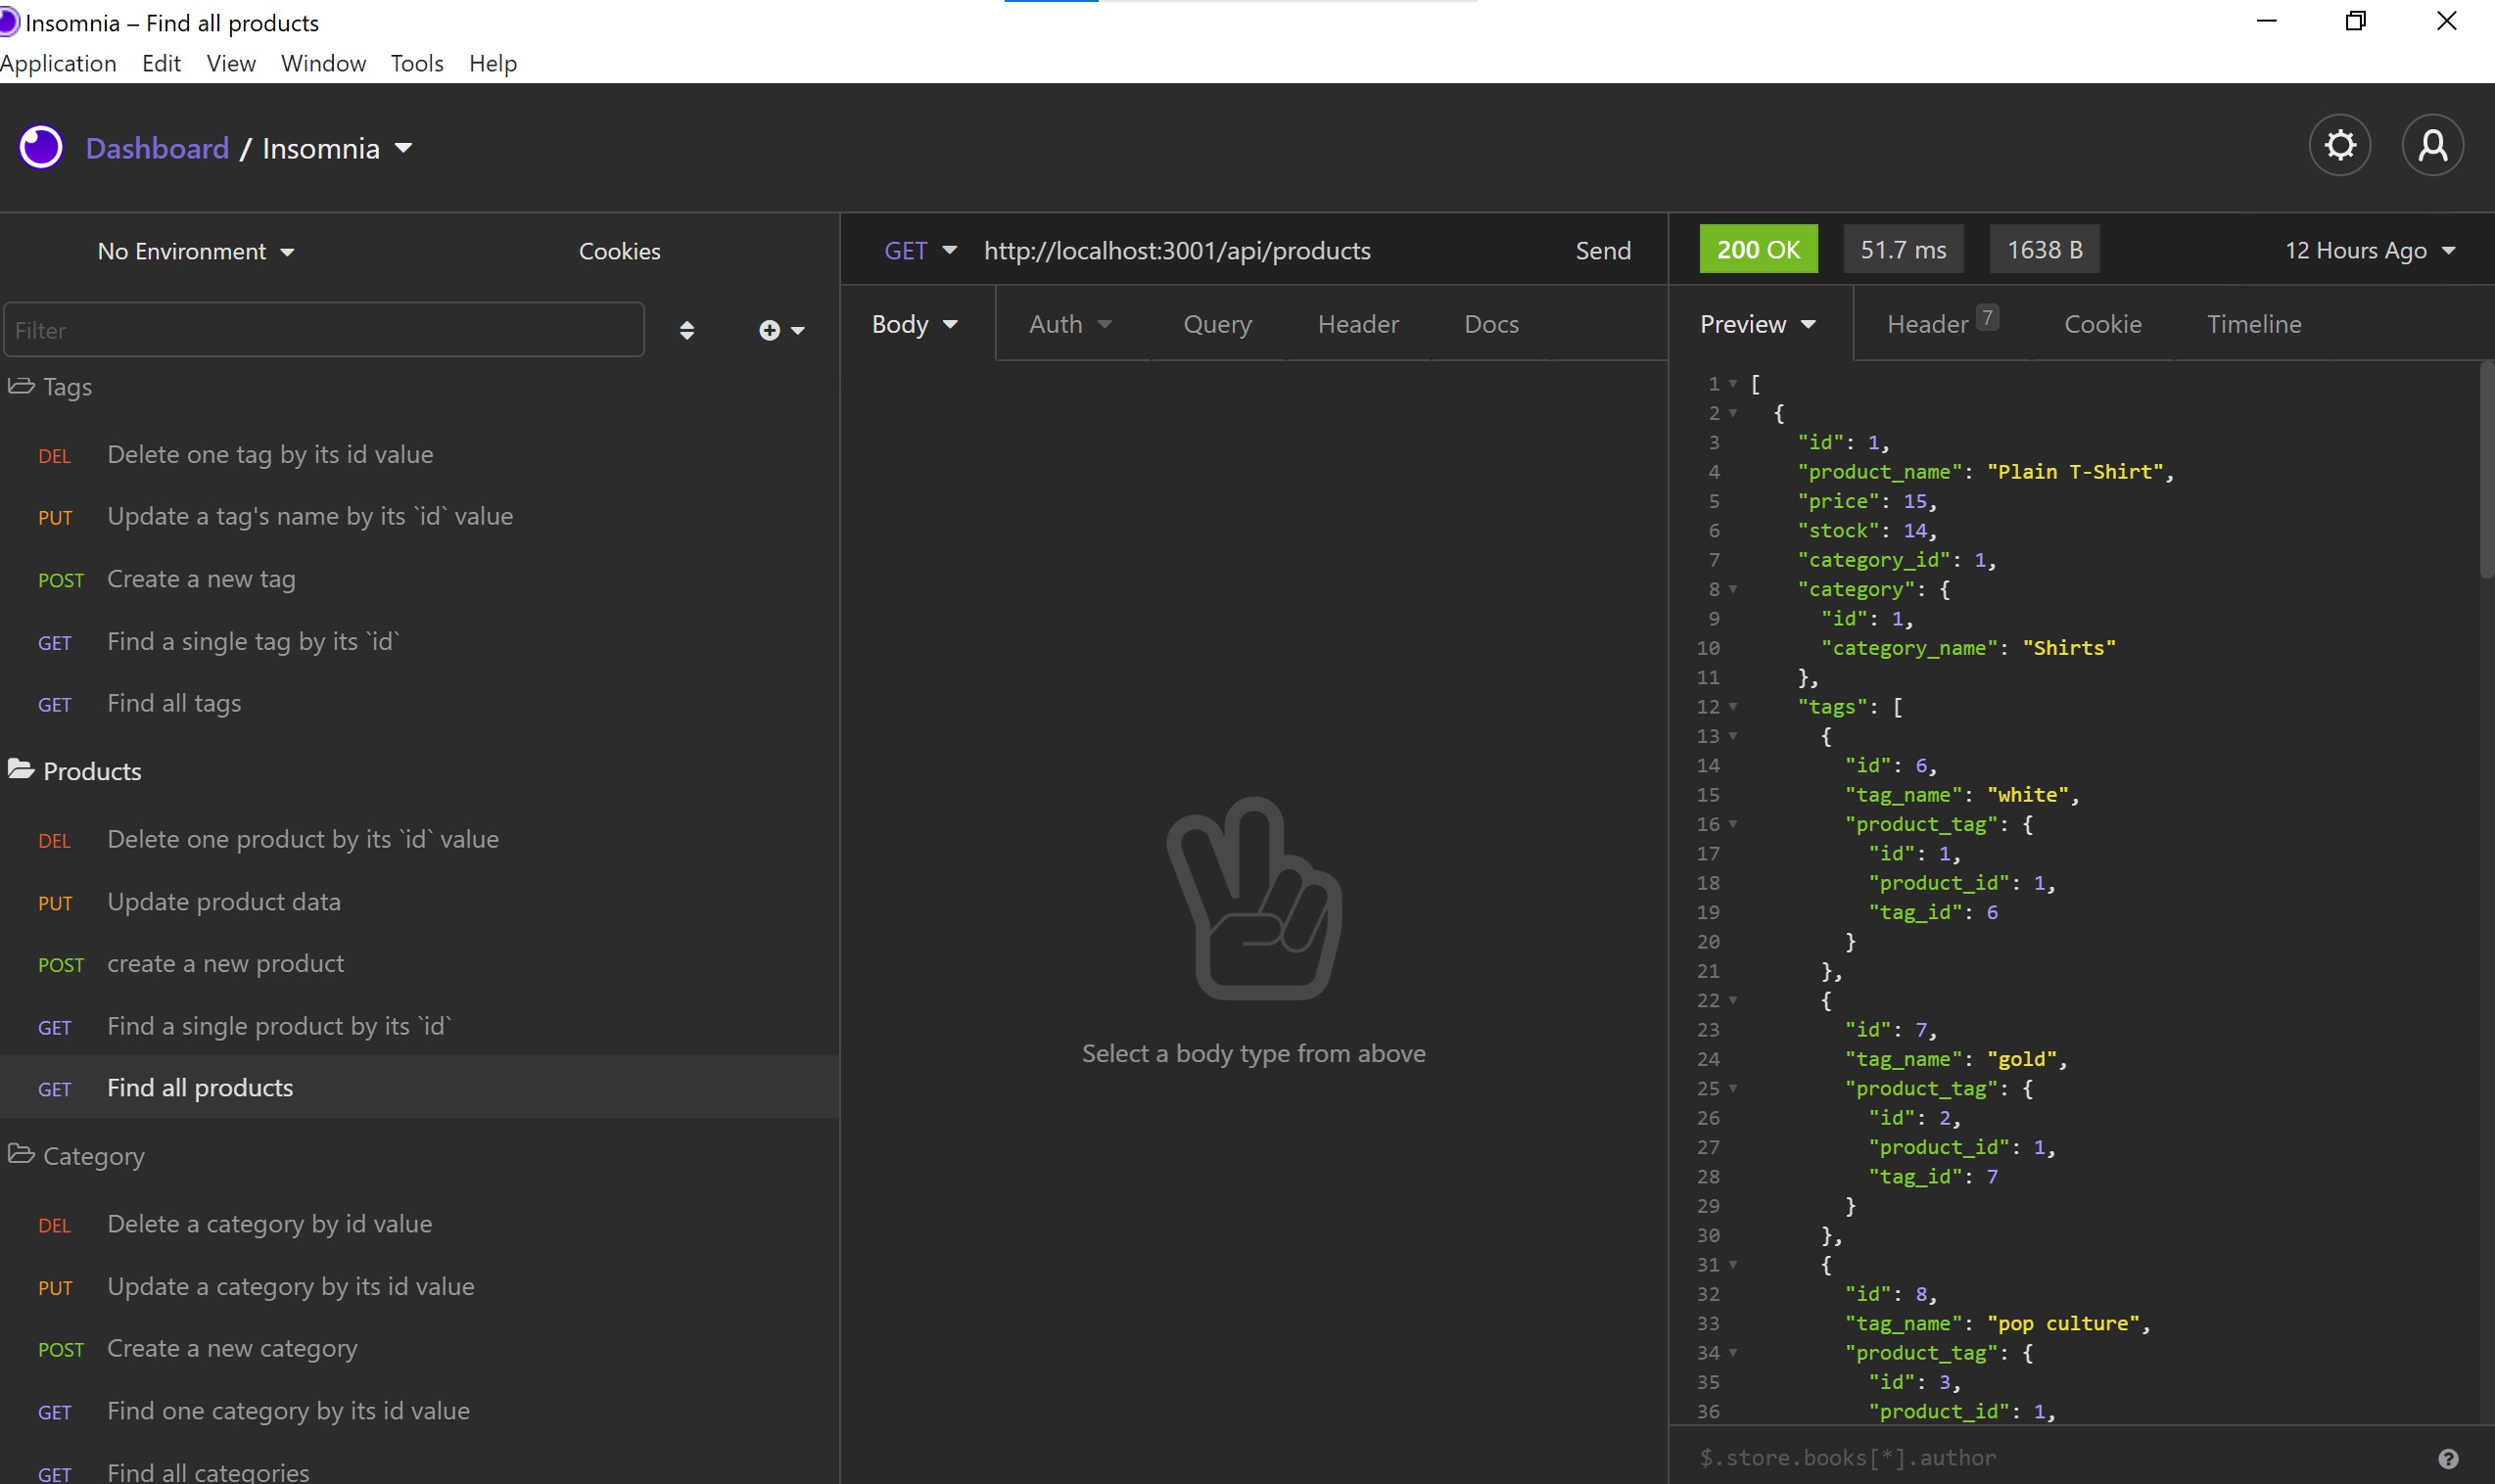 Insomnia – Find all products
Application Edit View Window Tools Help
Dashboard / Insomnia
No Environment Cookies
Filter
Tags
DEL Delete one tag by its id value
PUT Update a tag's name by its `id` value
POST Create a new tag
GET Find a single tag by its `id`
GET Find all tags
Products
DEL Delete one product by its `id` value
PUT Update product data
POST create a new product
GET Find a single product by its `id`
GET Find all products
Category
DEL Delete a category by id value
PUT Update a category by its id value
POST Create a new category
GET Find one category by its id value
GET Find all categories
GET http://localhost:3001/api/products Send
Body Auth Query Header Docs
Select a body type from above
200 OK 51.7 ms 1638 B 12 Hours Ago
Preview Header 7 Cookie Timeline
1 [
2 {
3 "id": 1,
4 "product_name": "Plain T-Shirt",
5 "price": 15,
6 "stock": 14,
7 "category_id": 1,
8 "category": {
9 "id": 1,
10 "category_name": "Shirts"
11 },
12 "tags": [
13 {
14 "id": 6,
15 "tag_name": "white",
16 "product_tag": {
17 "id": 1,
18 "product_id": 1,
19 "tag_id": 6
20 }
21 },
22 {
23 "id": 7,
24 "tag_name": "gold",
25 "product_tag": {
26 "id": 2,
27 "product_id": 1,
28 "tag_id": 7
29 }
30 },
31 {
32 "id": 8,
33 "tag_name": "pop culture",
34 "product_tag": {
35 "id": 3,
36 "product_id": 1,
$.store.books[*].author